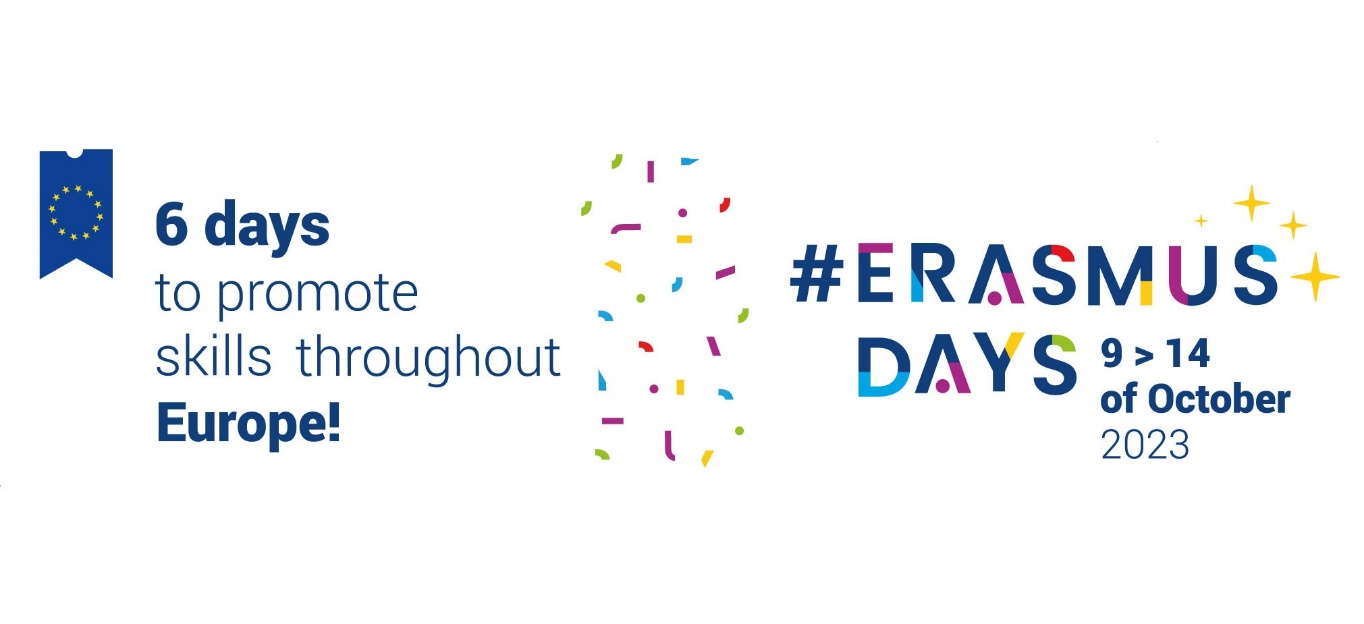 6 days
to promote
skills throughout
Europe!
#ERASMUS
DAYS
9 > 14
of October
2023